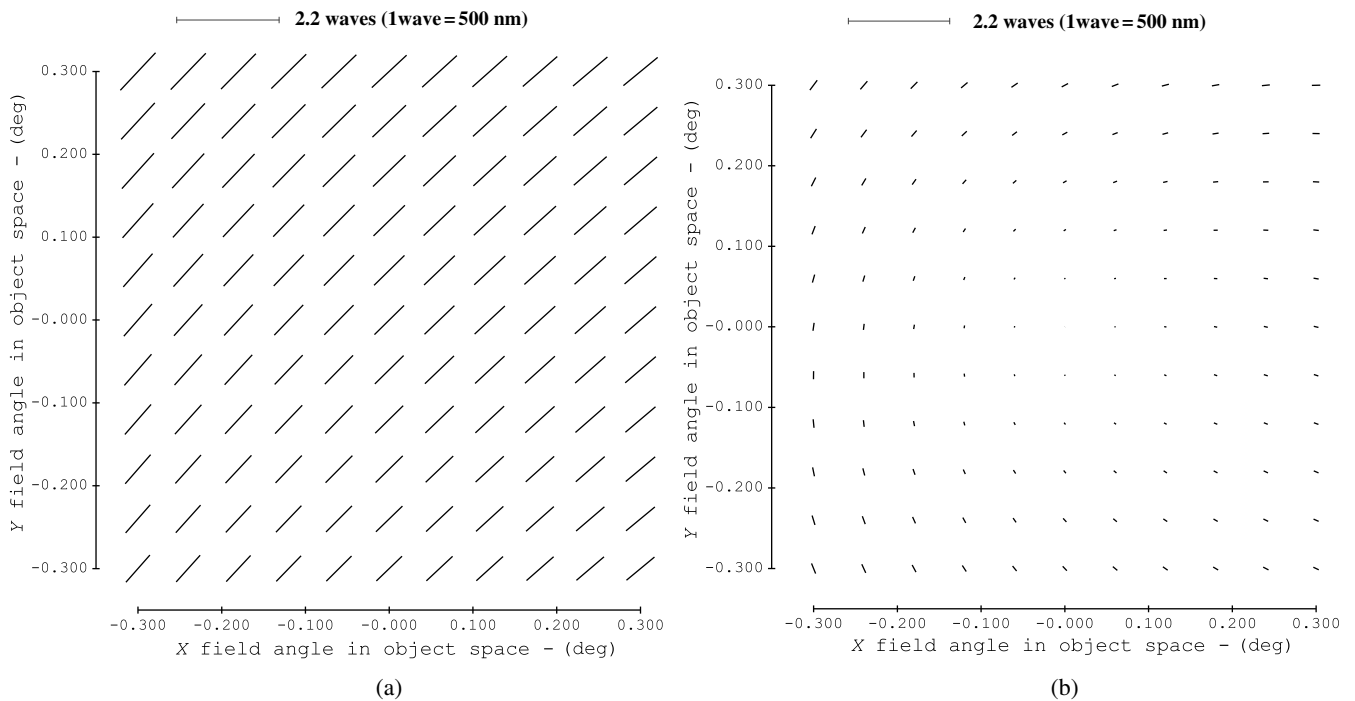 2.2 waves (1wave = 500 nm)
0.300
0.200
0.100
-0.000
-0.100
-0.200
-0.300
Y field angle in object space - (deg)
-0.300 -0.200 -0.100 -0.000 0.100 0.200 0.300
X field angle in object space - (deg)
(a)
2.2 waves (1wave = 500 nm)
0.300
0.200
0.100
-0.000
-0.100
-0.200
-0.300
Y field angle in object space - (deg)
-0.300 -0.200 -0.100 -0.000 0.100 0.200 0.300
X field angle in object space - (deg)
(b)